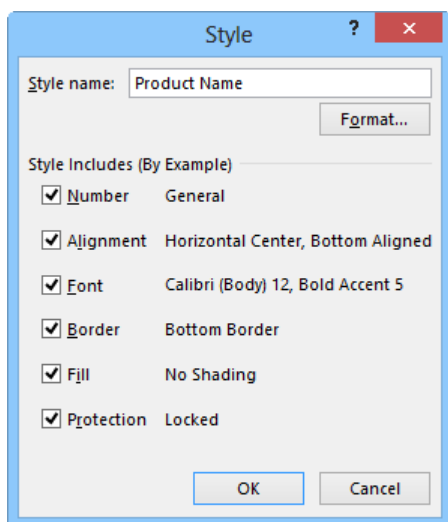 Style ?
Style name: Product Name
Format...
Style Includes (By Example)
Number General
Alignment Horizontal Center, Bottom Aligned
Font Calibri (Body) 12, Bold Accent 5
Border Bottom Border
Fill No Shading
Protection Locked
OK Cancel